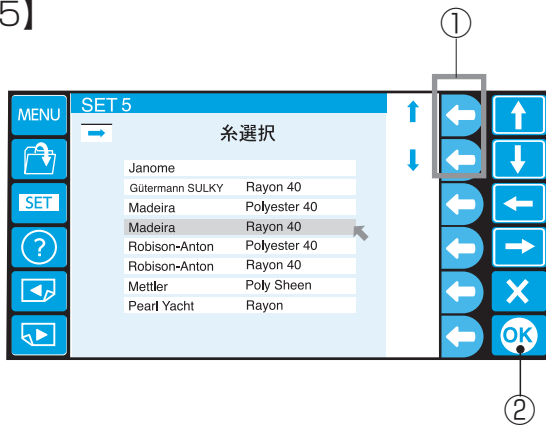 5】
①
MENU
SET 5
糸選択
Janome
Gütermann SULKY Rayon 40
SET
Madeira Polyester 40
Madeira Rayon 40
?
Robison-Anton Polyester 40
Robison-Anton Rayon 40
Mettler Poly Sheen
Pearl Yacht Rayon
OK
②